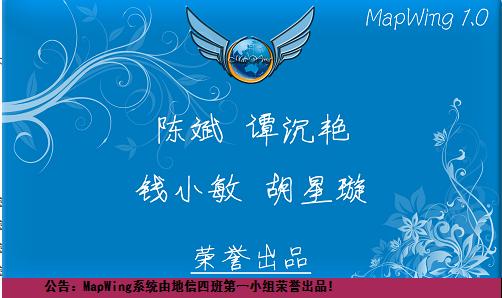 MapWing 1.0
MapWing
陈斌 谭沉艳
钱小敏 胡星璇
荣誉出品
公告：MapWing系统由地信四班第一小组荣誉出品！